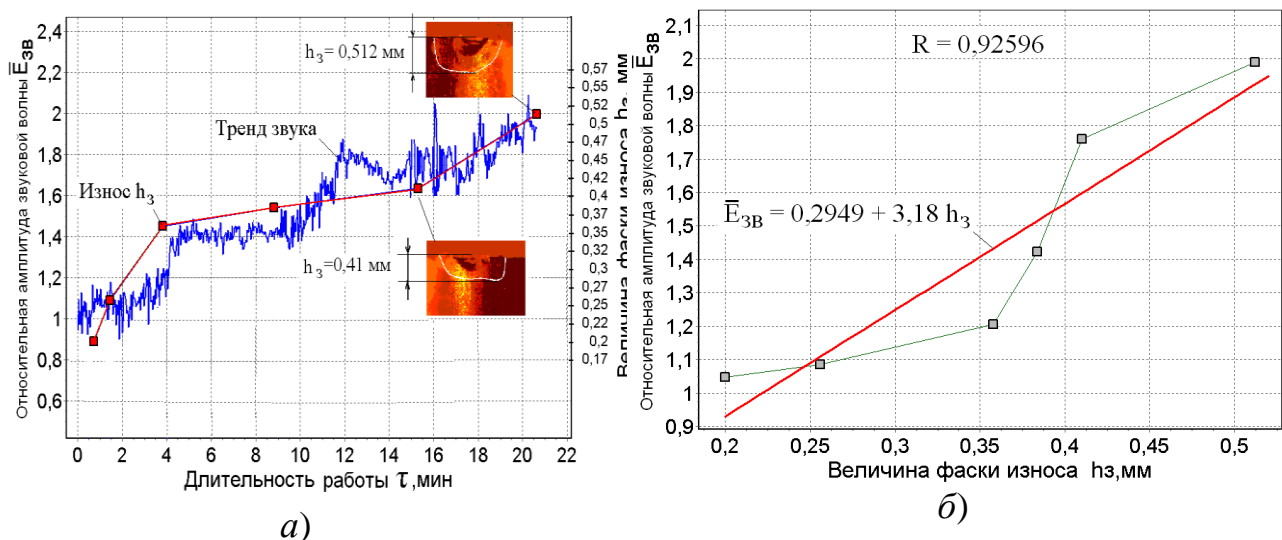 Относительная амплитуда звуковой волны E̅ЗВ
2,4
2,2
2
1,8
1,6
1,4
1,2
1
0,8
0,6
hз= 0,512 мм
Тренд звука
Износ hз
hз=0,41 мм
0 2 4 6 8 10 12 14 16 18 20 22
Длительность работы τ,мин
Величина фаски износа hз, мм
0,57
0,55
0,52
0,5
0,47
0,45
0,42
0,4
0,37
0,35
0,32
0,3
0,27
0,25
0,22
0,2
0,17
а)
Относительная амплитуда звуковой волны E̅ЗВ
2,1
2
1,9
1,8
1,7
1,6
1,5
1,4
1,3
1,2
1,1
1
0,9
R = 0,92596
E̅ЗВ = 0,2949 + 3,18 hз
0,2 0,25 0,3 0,35 0,4 0,45 0,5
Величина фаски износа hз,мм
б)